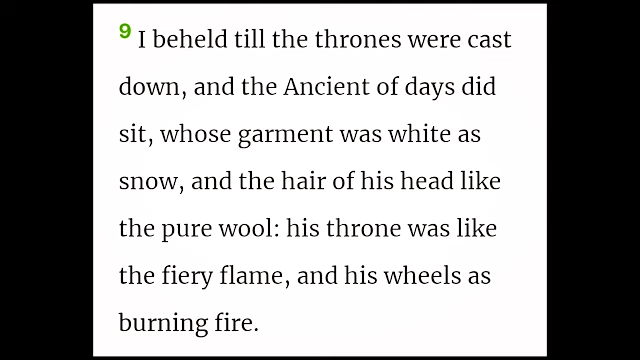 9 I beheld till the thrones were cast
down, and the Ancient of days did
sit, whose garment was white as
snow, and the hair of his head like
the pure wool: his throne was like
the fiery flame, and his wheels as
burning fire.